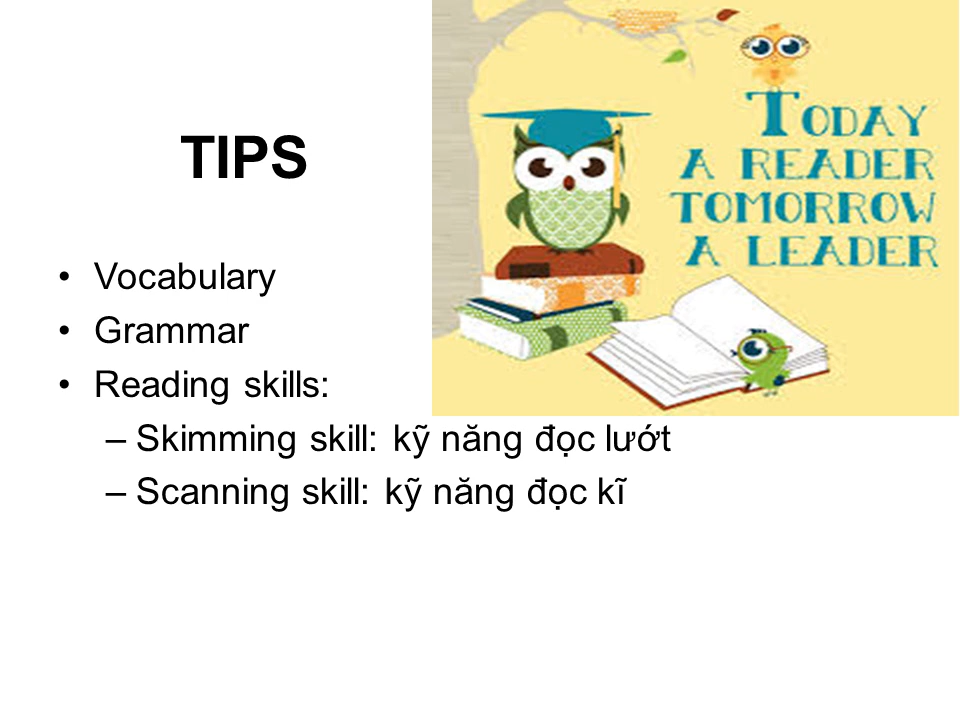 TIPS
TODAY
A READER
TOMORROW
A LEADER
• Vocabulary
• Grammar
• Reading skills:
– Skimming skill: kỹ năng đọc lướt
– Scanning skill: kỹ năng đọc kĩ